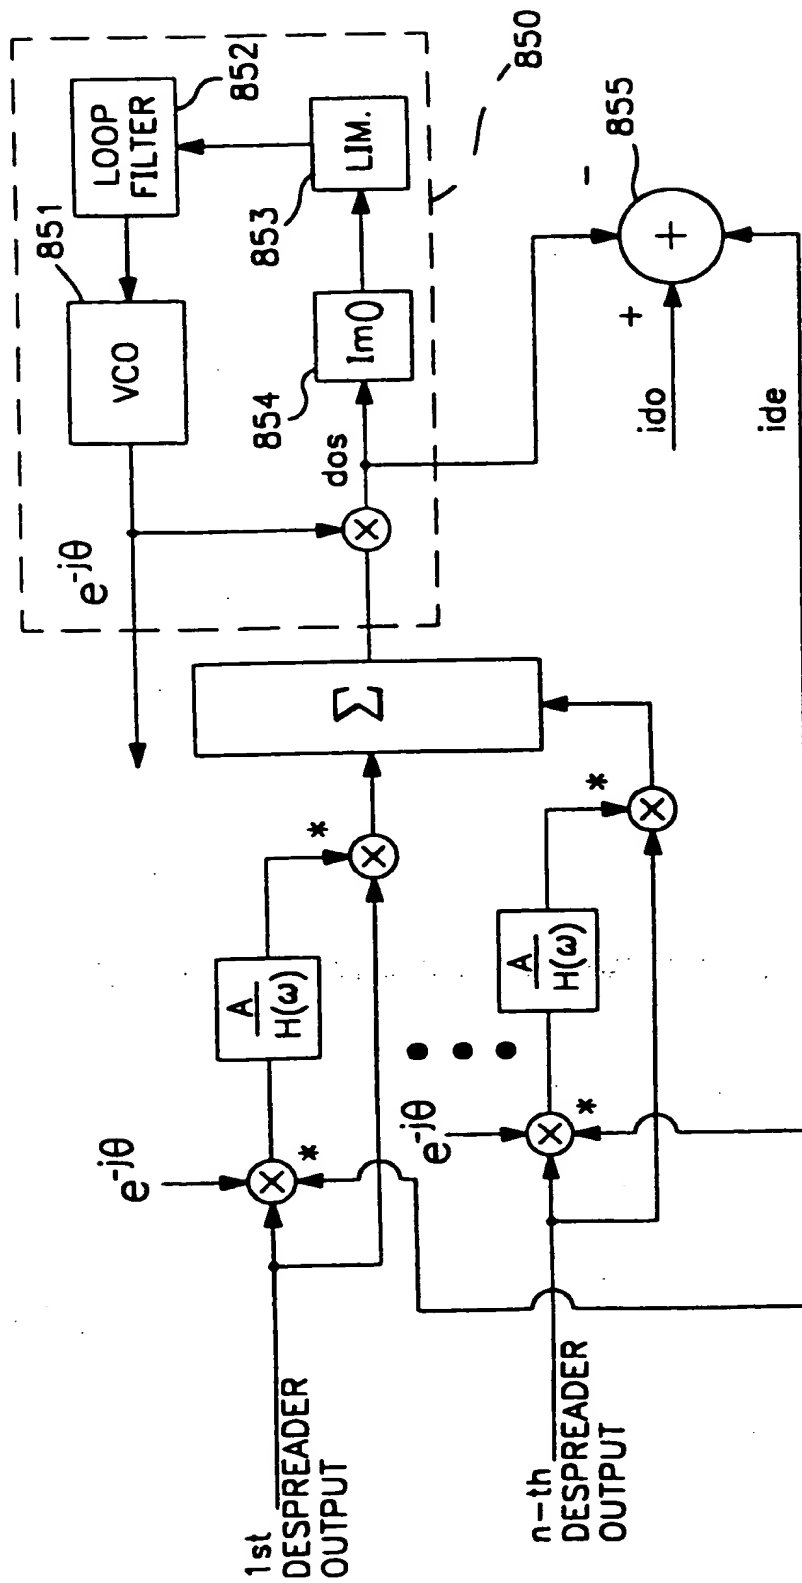 1st
DESPREADER
OUTPUT
e-jθ
*
A
H(ω)
*
e-jθ
VCO
851
LOOP
FILTER
852
LIM.
853
Im()
854
dos
850
Σ
n-th
DESPREADER
OUTPUT
e-jθ
*
A
H(ω)
*
ido
+
-
+
855
ide